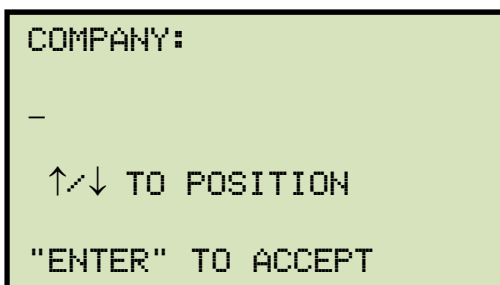 COMPANY:
_
↑/↓ TO POSITION
"ENTER" TO ACCEPT